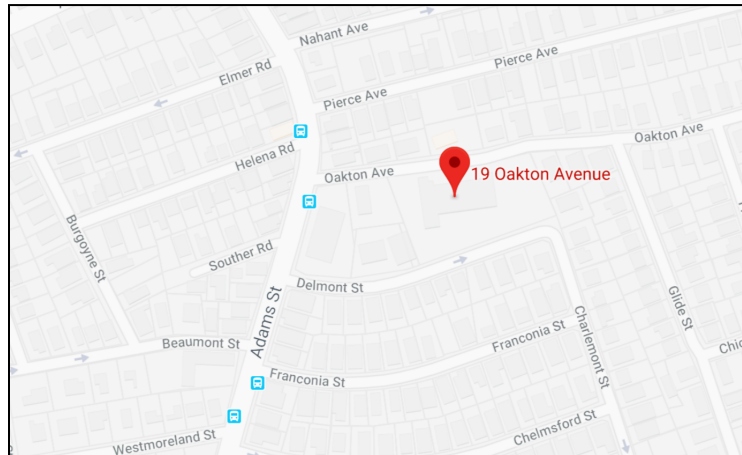 Nahant Ave
Elmer Rd
Pierce Ave
Pierce Ave
Helena Rd
Oakton Ave
Oakton Ave
19 Oakton Avenue
Burgoyne St
Souther Rd
Delmont St
Adams St
Beaumont St
Glide St
Charlemont St
Franconia St
Franconia St
Chelmsford St
Westmoreland St